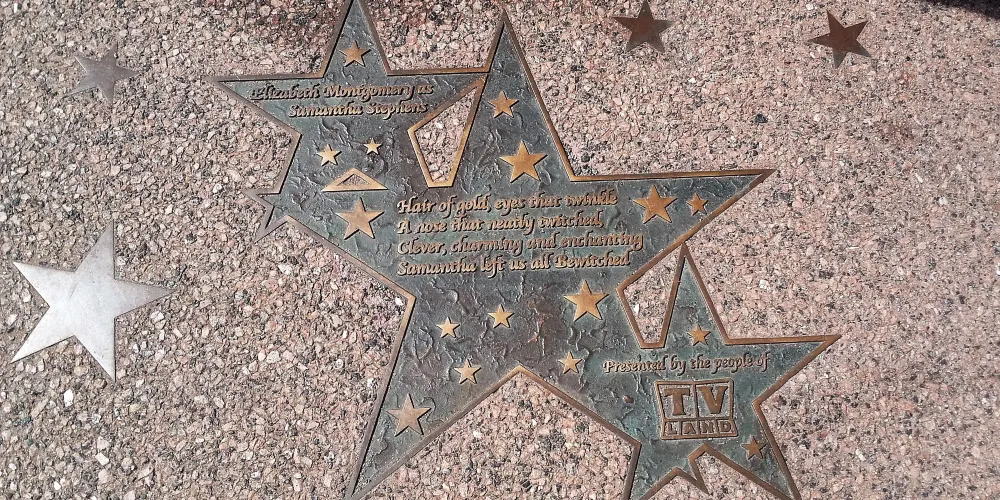 Elizabeth Montgomery as
Samantha Stephens
Hair of gold, eyes that twinkle
A nose that neatly twitched,
Clever, charming and enchanting
Samantha left us all Bewitched
Presented by the people of
TV
LAND